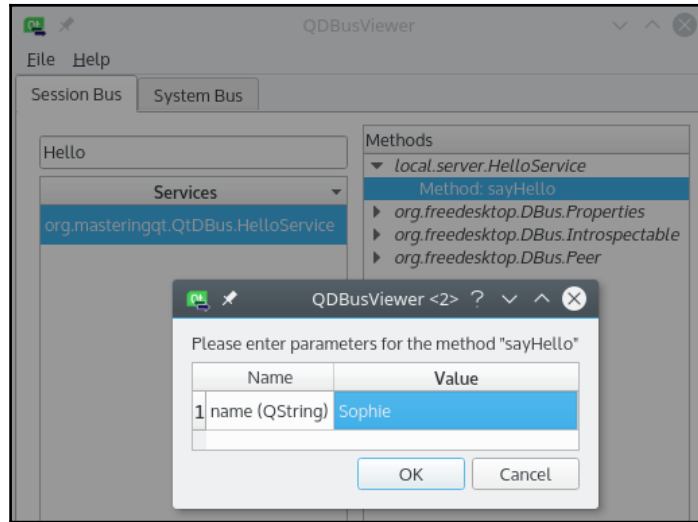 QDBusViewer
File Help
Session Bus System Bus
Hello
Services
org.masteringqt.QtDBus.HelloService
Methods
local.server.HelloService
Method: sayHello
org.freedesktop.DBus.Properties
org.freedesktop.DBus.Introspectable
org.freedesktop.DBus.Peer
QDBusViewer <2> ?
Please enter parameters for the method "sayHello"
Name Value
1 name (QString) Sophie
OK Cancel